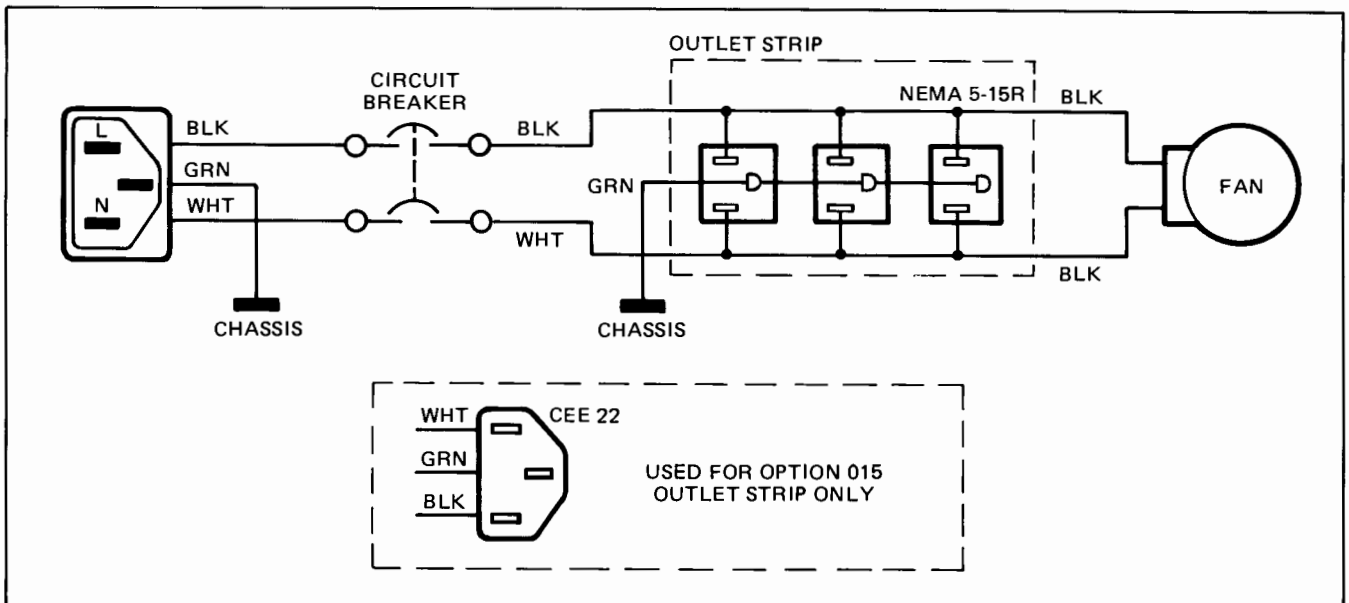 OUTLET STRIP
CIRCUIT
BREAKER
NEMA 5-15R
BLK
L
BLK
BLK
GRN
GRN
FAN
N
WHT
WHT
BLK
CHASSIS
CHASSIS
WHT
CEE 22
GRN
USED FOR OPTION 015
OUTLET STRIP ONLY
BLK